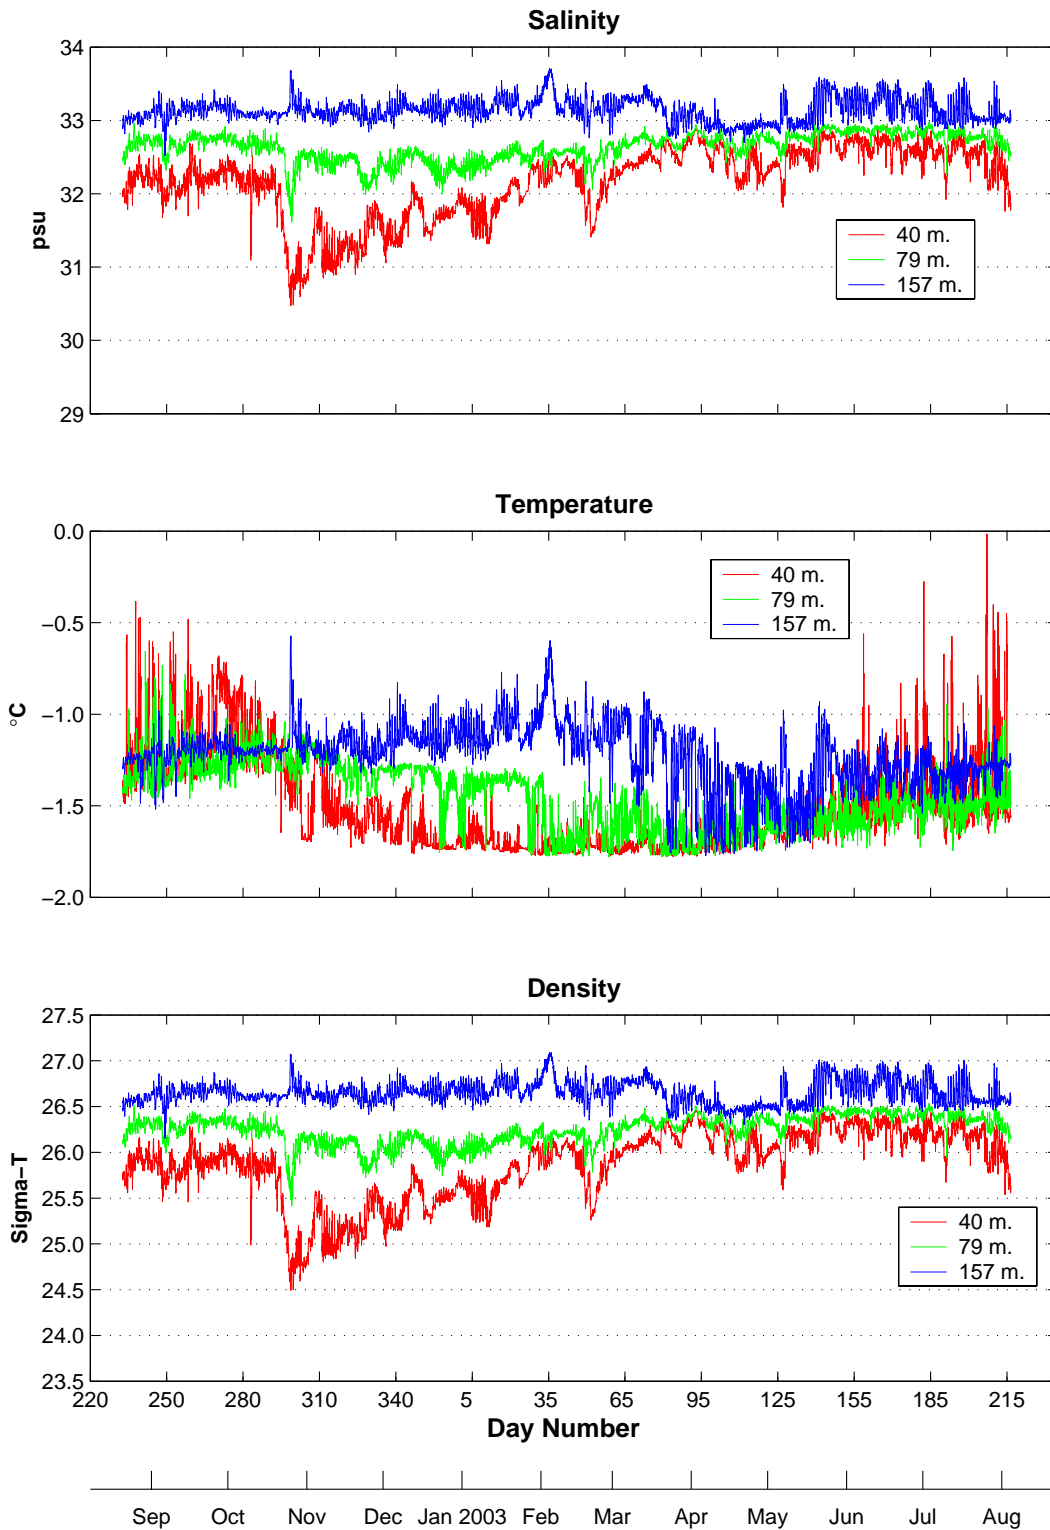 Salinity
34
33
32
31
30
29
psu
40 m.
79 m.
157 m.
Temperature
0.0
−0.5
−1.0
−1.5
−2.0
°C
40 m.
79 m.
157 m.
Density
27.5
27.0
26.5
26.0
25.5
25.0
24.5
24.0
23.5
Sigma−T
40 m.
79 m.
157 m.
220 250 280 310 340 5 35 65 95 125 155 185 215
Day Number
Sep Oct Nov Dec Jan 2003 Feb Mar Apr May Jun Jul Aug